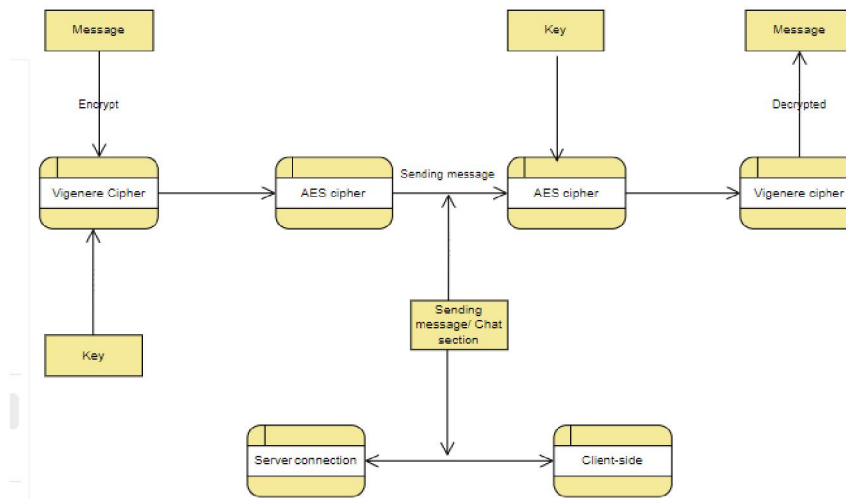 Message
Key
Message
Encrypt
Decrypted
Sending message
Vigenere Cipher
AES cipher
AES cipher
Vigenere cipher
Sending
message/ Chat
section
Key
Server connection
Client-side